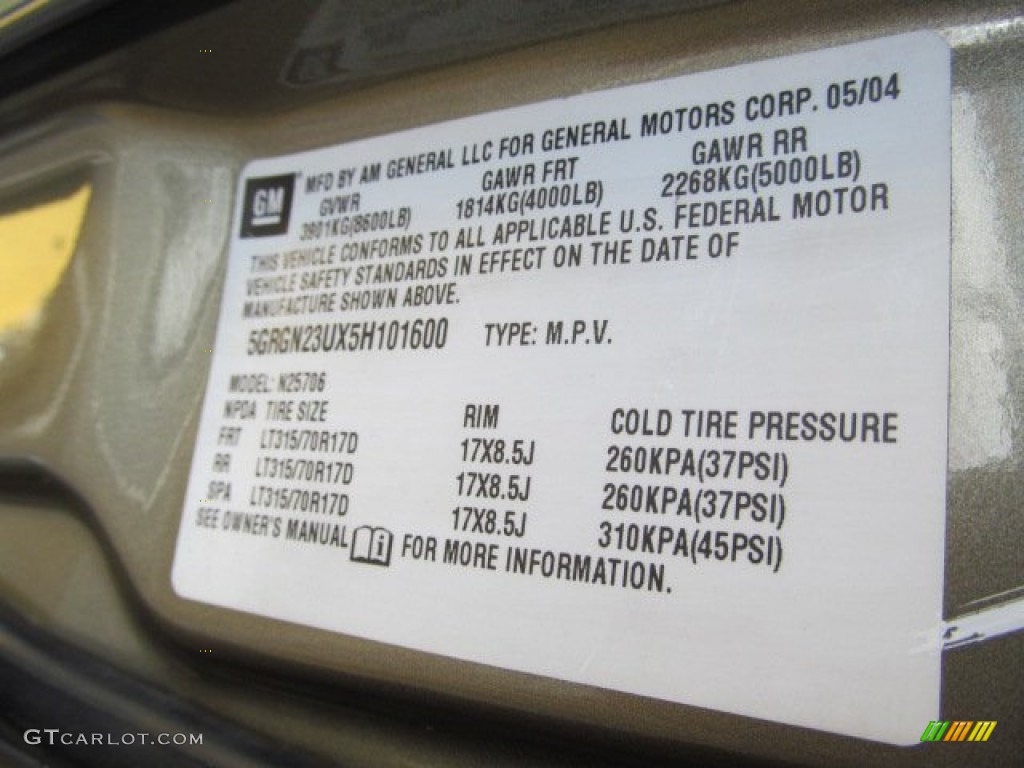 GM MFD BY AM GENERAL LLC FOR GENERAL MOTORS CORP. 05/04
GVWR GAWR FRT GAWR RR
3901KG(8600LB) 1814KG(4000LB) 2268KG(5000LB)
THIS VEHICLE CONFORMS TO ALL APPLICABLE U.S. FEDERAL MOTOR
VEHICLE SAFETY STANDARDS IN EFFECT ON THE DATE OF
MANUFACTURE SHOWN ABOVE.
5GRGN23UX5H101600 TYPE: M.P.V.
MODEL: N25706
NPOA TIRE SIZE RIM COLD TIRE PRESSURE
FRT LT315/70R17D 17X8.5J 260KPA(37PSI)
RR LT315/70R17D 17X8.5J 260KPA(37PSI)
SPA LT315/70R17D 17X8.5J 310KPA(45PSI)
SEE OWNER'S MANUAL FOR MORE INFORMATION.
GTCARLOT.COM